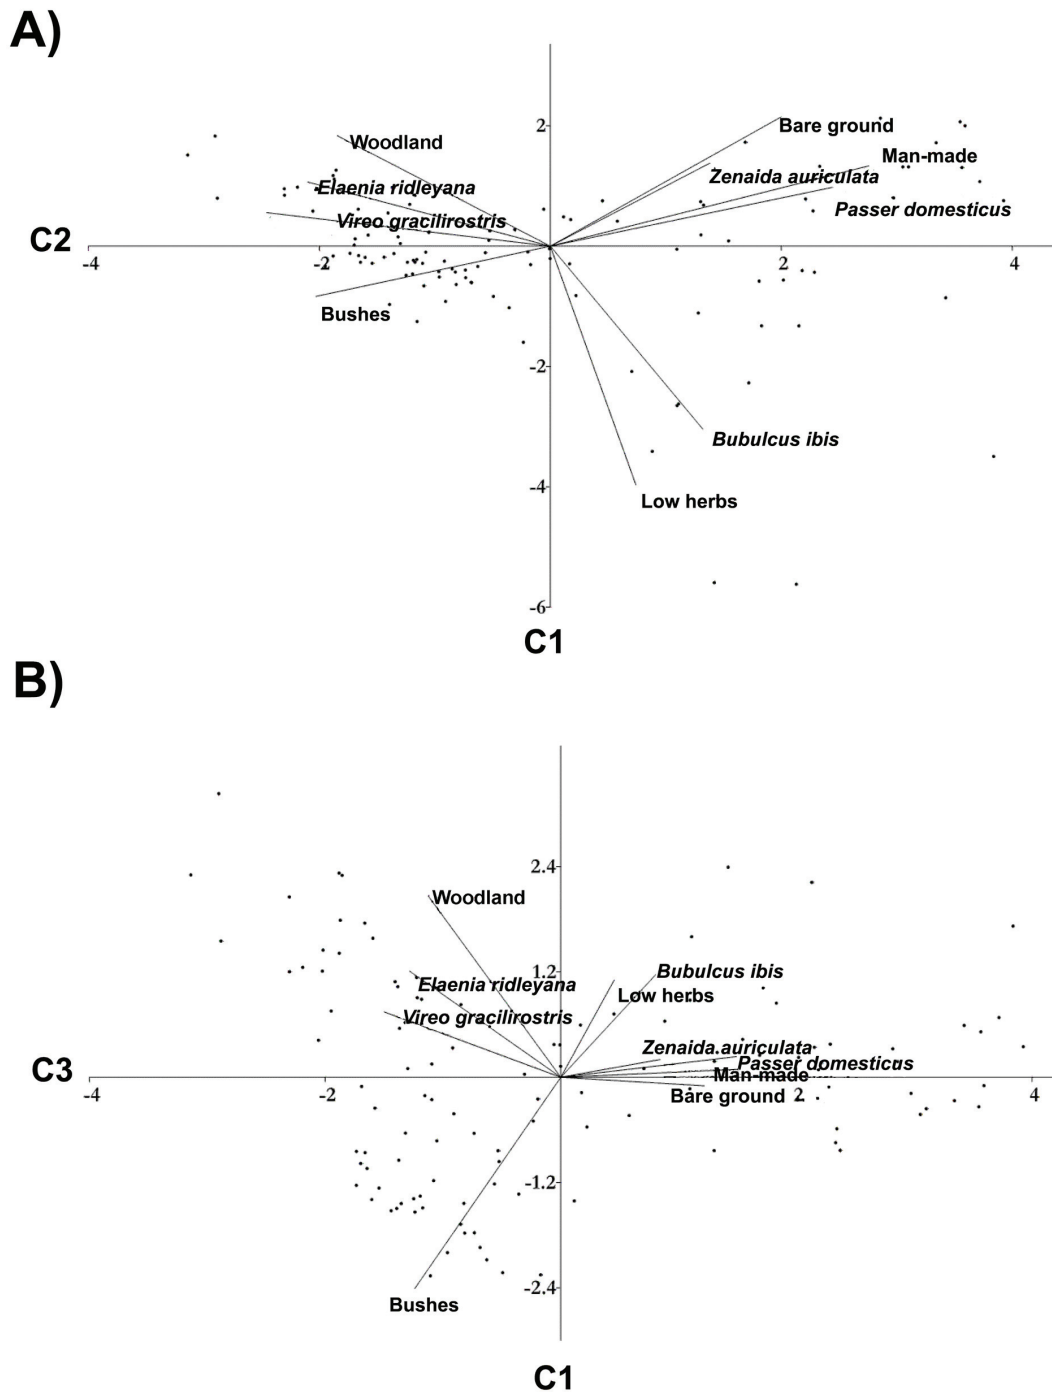 A)
2
Bare ground
Woodland
Man-made
Zenaida auriculata
Elaenia ridleyana
Passer domesticus
Vireo gracilirostris
C2
-4
-2
2
4
Bushes
-2
Bubulcus ibis
-4
Low herbs
-6
C1
B)
2.4
Woodland
1.2
Bubulcus ibis
Elaenia ridleyana
Low herbs
Vireo gracilirostris
Zenaida auriculata
Passer domesticus
C3
Man-made
-4
-2
Bare ground
2
4
-1.2
-2.4
Bushes
C1